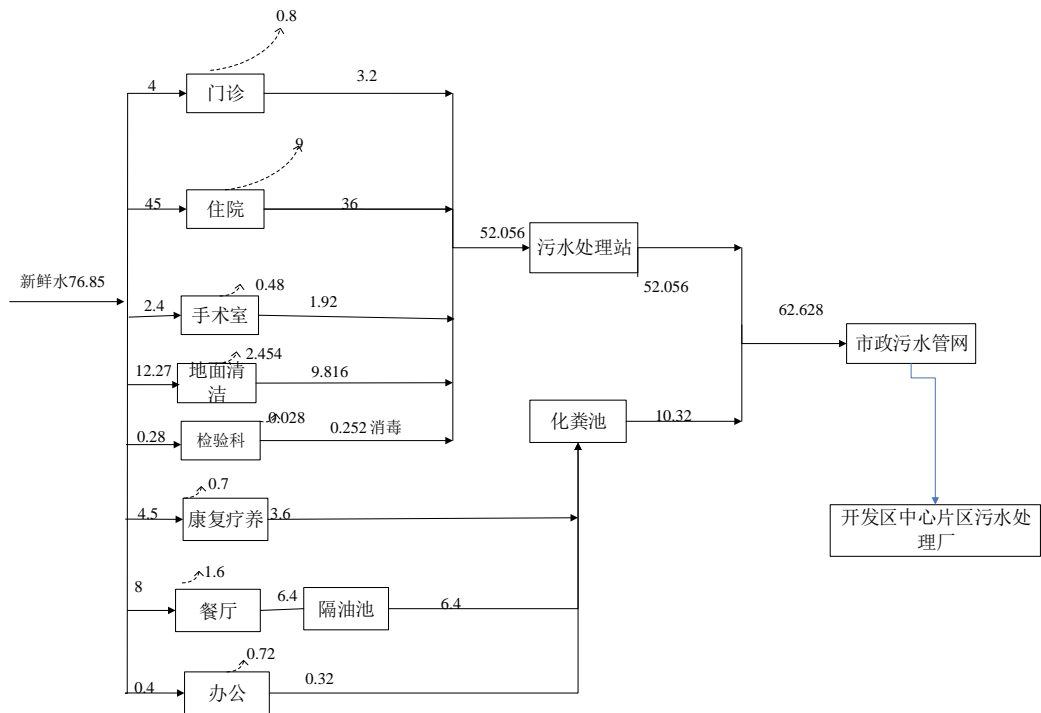 0.8
4
门诊
3.2
9
45
住院
36
52.056
污水处理站
52.056
新鲜水76.85
0.48
2.4
手术室
1.92
62.628
市政污水管网
2.454
12.27
地面清
洁
9.816
0.028
0.28
检验科
0.252 消毒
化粪池
10.32
0.7
4.5
康复疗养
3.6
开发区中心片区污水处
理厂
1.6
8
餐厅
6.4
隔油池
6.4
0.72
0.4
办公
0.32